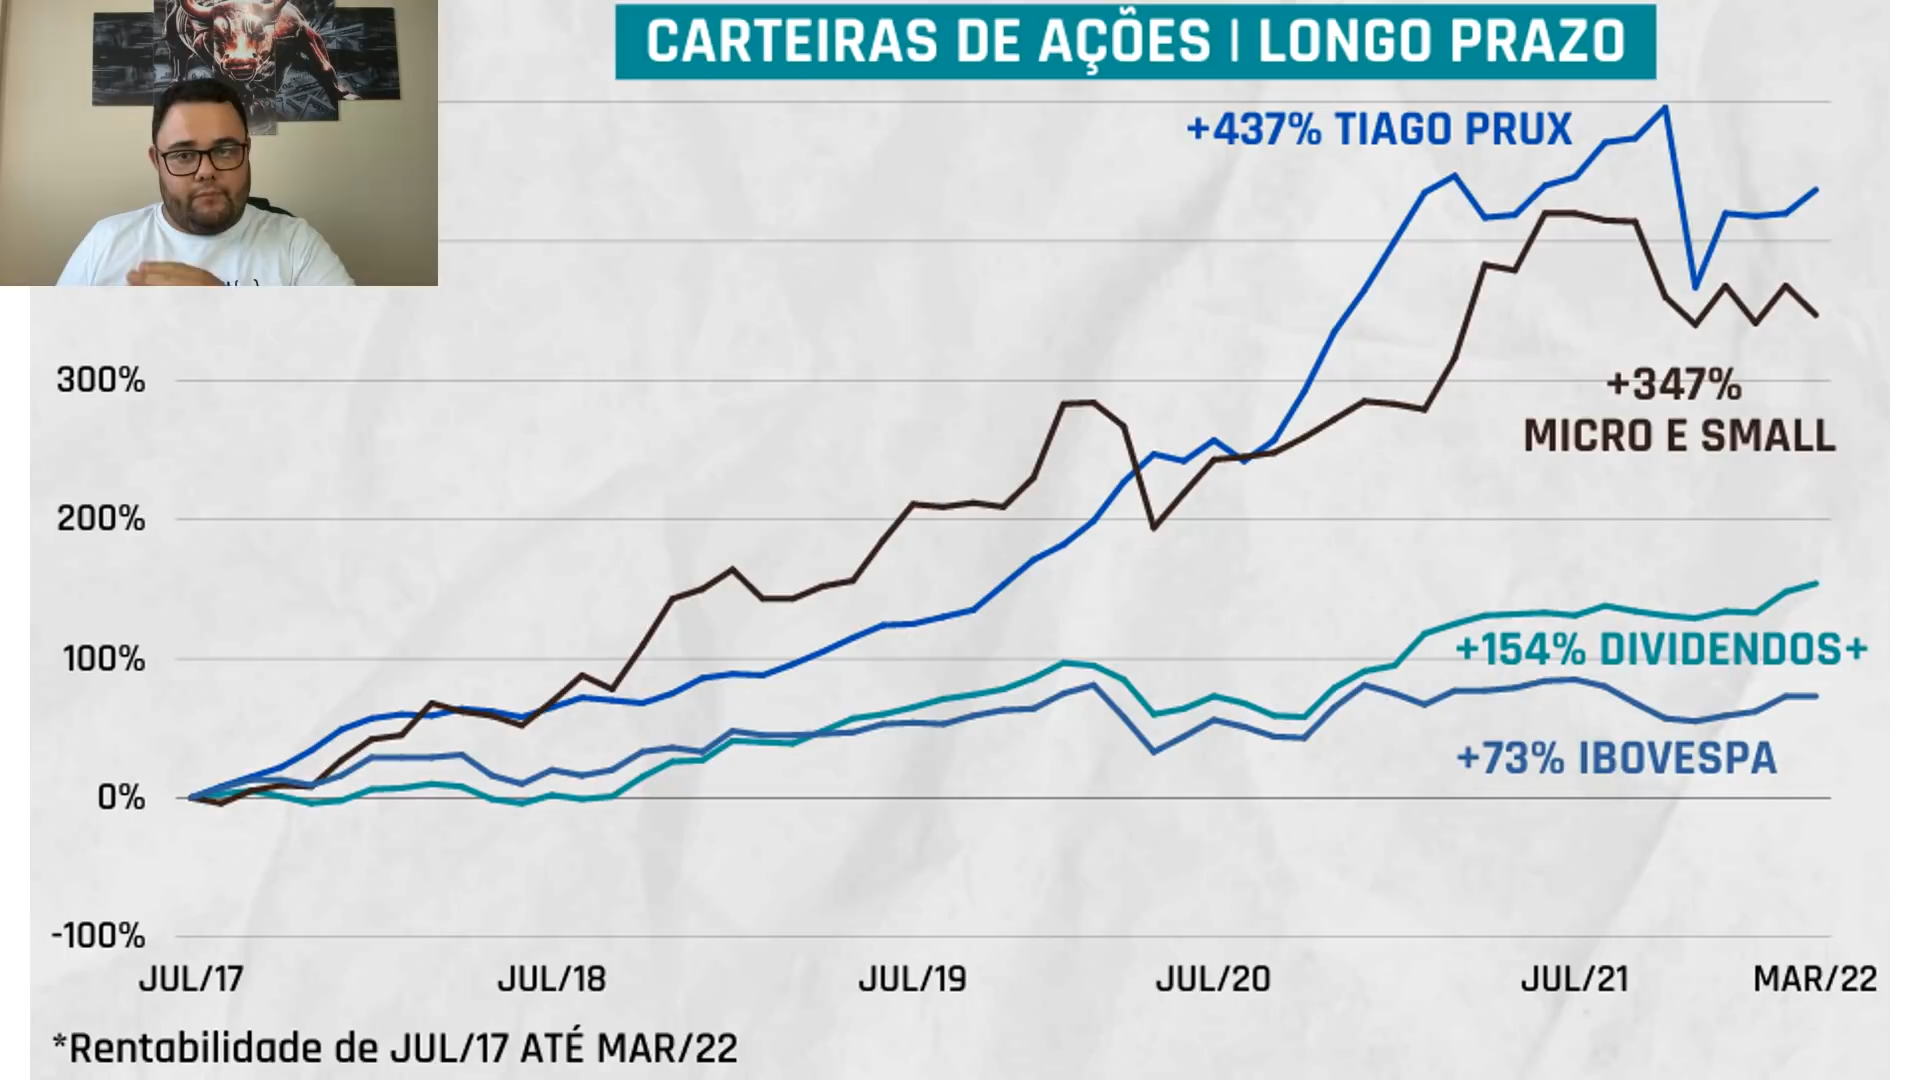 CARTEIRAS DE AÇÕES | LONGO PRAZO
+437% TIAGO PRUX
300%
+347%
MICRO E SMALL
200%
100%
+154% DIVIDENDOS+
+73% IBOVESPA
0%
-100%
JUL/17
JUL/18
JUL/19
JUL/20
JUL/21
MAR/22
*Rentabilidade de JUL/17 ATÉ MAR/22